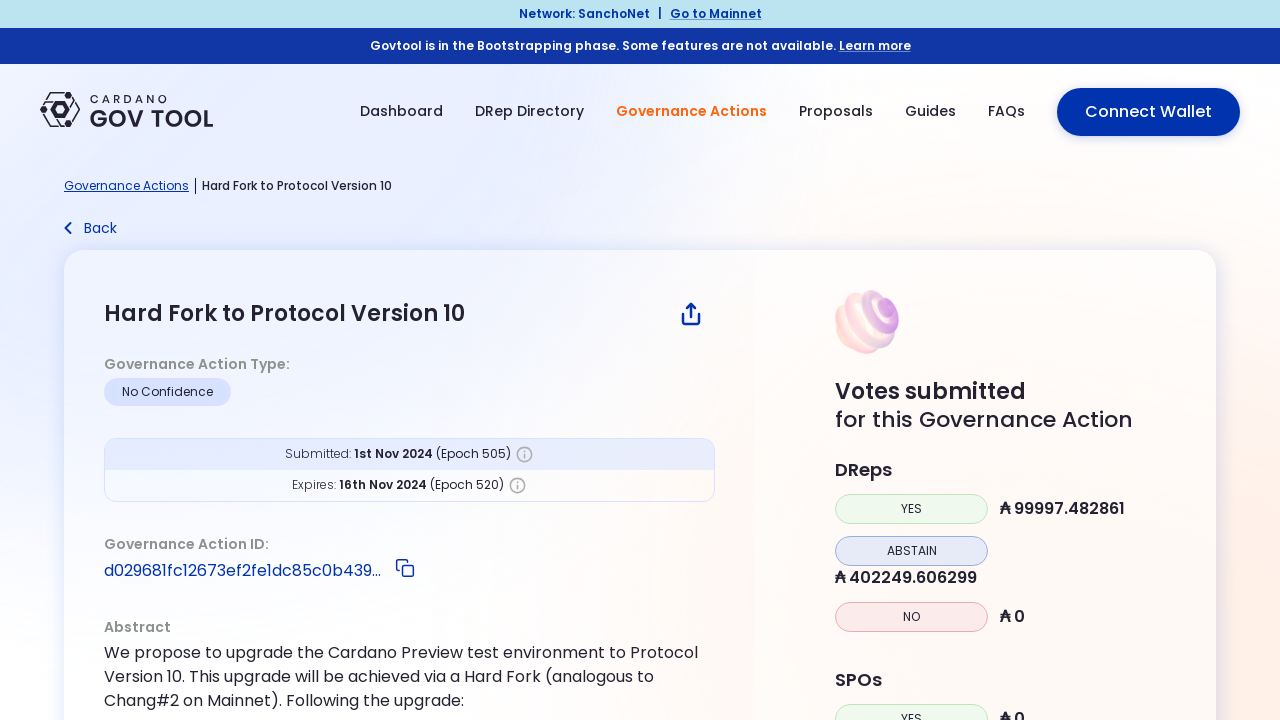 Network: SanchoNet | Go to Mainnet
Govtool is in the Bootstrapping phase. Some features are not available. Learn more
CARDANO
GOV TOOL
Dashboard
DRep Directory
Governance Actions
Proposals
Guides
FAQs
Connect Wallet
Governance Actions | Hard Fork to Protocol Version 10
Back
Hard Fork to Protocol Version 10
Governance Action Type:
No Confidence
Submitted: 1st Nov 2024 (Epoch 505)
Expires: 16th Nov 2024 (Epoch 520)
Governance Action ID:
d029681fc12673ef2fe1dc85c0b439...
Abstract
We propose to upgrade the Cardano Preview test environment to Protocol
Version 10. This upgrade will be achieved via a Hard Fork (analogous to
Chang#2 on Mainnet). Following the upgrade:
Votes submitted
for this Governance Action
DReps
YES ₳ 99997.482861
ABSTAIN
₳ 402249.606299
NO ₳ 0
SPOs
YES ₳ 0